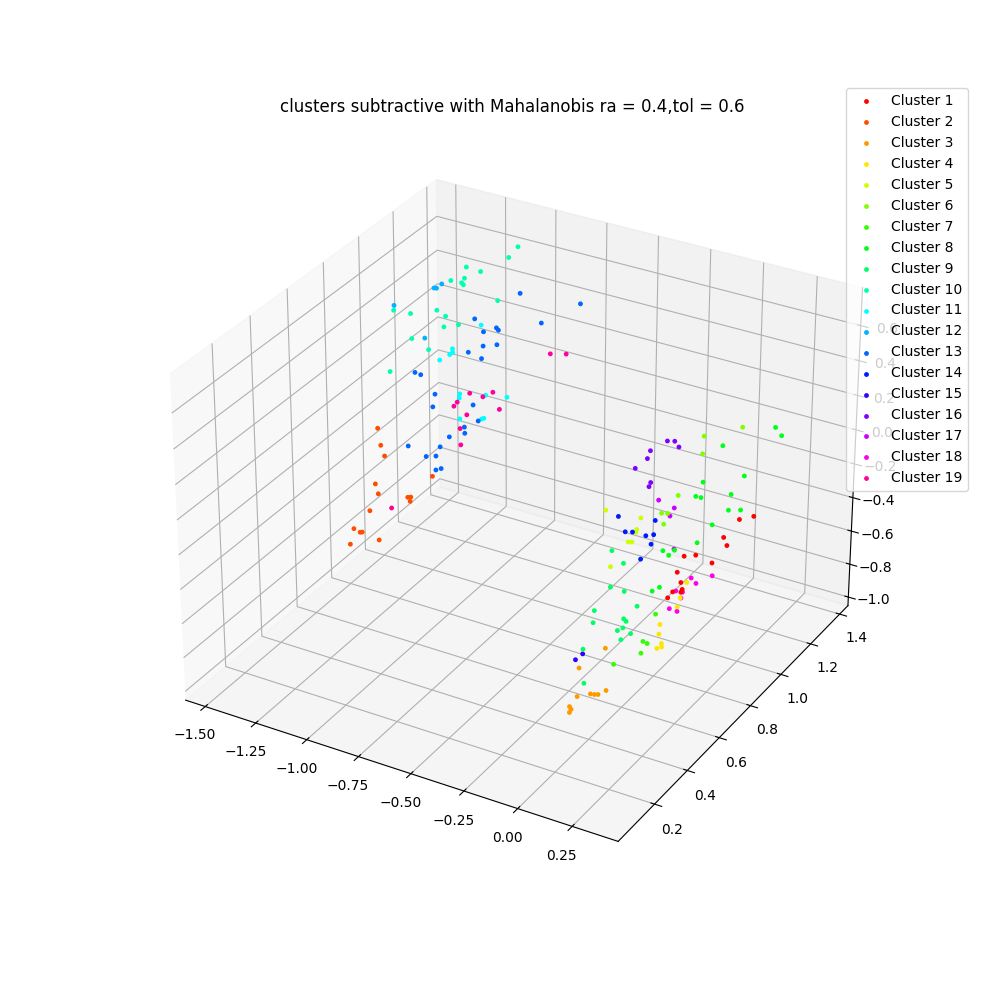 clusters subtractive with Mahalanobis ra = 0.4,tol = 0.6
Cluster 1
Cluster 2
Cluster 3
Cluster 4
Cluster 5
Cluster 6
Cluster 7
Cluster 8
Cluster 9
Cluster 10
Cluster 11
Cluster 12
Cluster 13
Cluster 14
Cluster 15
Cluster 16
Cluster 17
Cluster 18
Cluster 19
0.6
0.4
0.2
0.0
−0.2
−0.4
−0.6
−0.8
−1.0
1.4
1.2
1.0
0.8
0.6
0.4
0.2
−1.50
−1.25
−1.00
−0.75
−0.50
−0.25
0.00
0.25